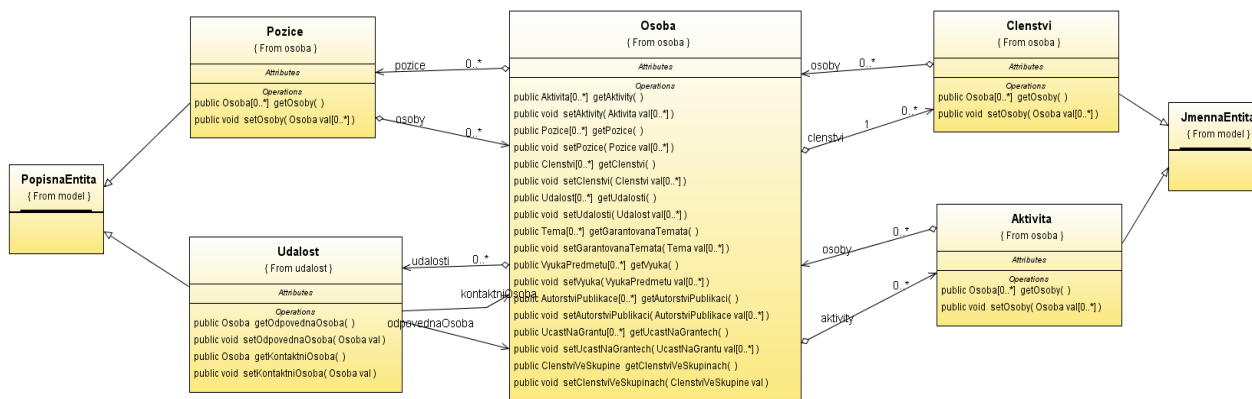 Pozice
{ From osoba }
Attributes
Operations
public Osoba[0..*]  getOsoby( )
public void  setOsoby( Osoba val[0..*] )
PopisnaEntita
{ From model }
Udalost
{ From udalost }
Attributes
Operations
public Osoba  getOdpovednaOsoba( )
public void  setOdpovednaOsoba( Osoba val )
public Osoba  getKontaktniOsoba( )
public void  setKontaktniOsoba( Osoba val )
pozice
0..*
osoby
0..*
udalosti
0..*
kontaktniOsoba
odpovednaOsoba
Osoba
{ From osoba }
Attributes
Operations
public Aktivita[0..*]  getAktivity( )
public void  setAktivity( Aktivita val[0..*] )
public Pozice[0..*]  getPozice( )
public void  setPozice( Pozice val[0..*] )
public Clenstvi[0..*]  getClenstvi( )
public void  setClenstvi( Clenstvi val[0..*] )
public Udalost[0..*]  getUdalosti( )
public void  setUdalosti( Udalost val[0..*] )
public Tema[0..*]  getGarantovanaTemata( )
public void  setGarantovanaTemata( Tema val[0..*] )
public VyukaPredmetu[0..*]  getVyuka( )
public void  setVyuka( VyukaPredmetu val[0..*] )
public AutorstviPublikace[0..*]  getAutorstviPublikaci( )
public void  setAutorstviPublikaci( AutorstviPublikace val[0..*] )
public UcastNaGrantu[0..*]  getUcastNaGrantech( )
public void  setUcastNaGrantech( UcastNaGrantu val[0..*] )
public ClenstviVeSkupine  getClenstviVeSkupinach( )
public void  setClenstviVeSkupinach( ClenstviVeSkupine val )
osoby
0..*
clenstvi
1
0..*
osoby
0..*
aktivity
0..*
Clenstvi
{ From osoba }
Attributes
Operations
public Osoba[0..*]  getOsoby( )
public void  setOsoby( Osoba val[0..*] )
JmennaEntita
{ From model }
Aktivita
{ From osoba }
Attributes
Operations
public Osoba[0..*]  getOsoby( )
public void  setOsoby( Osoba val[0..*] )